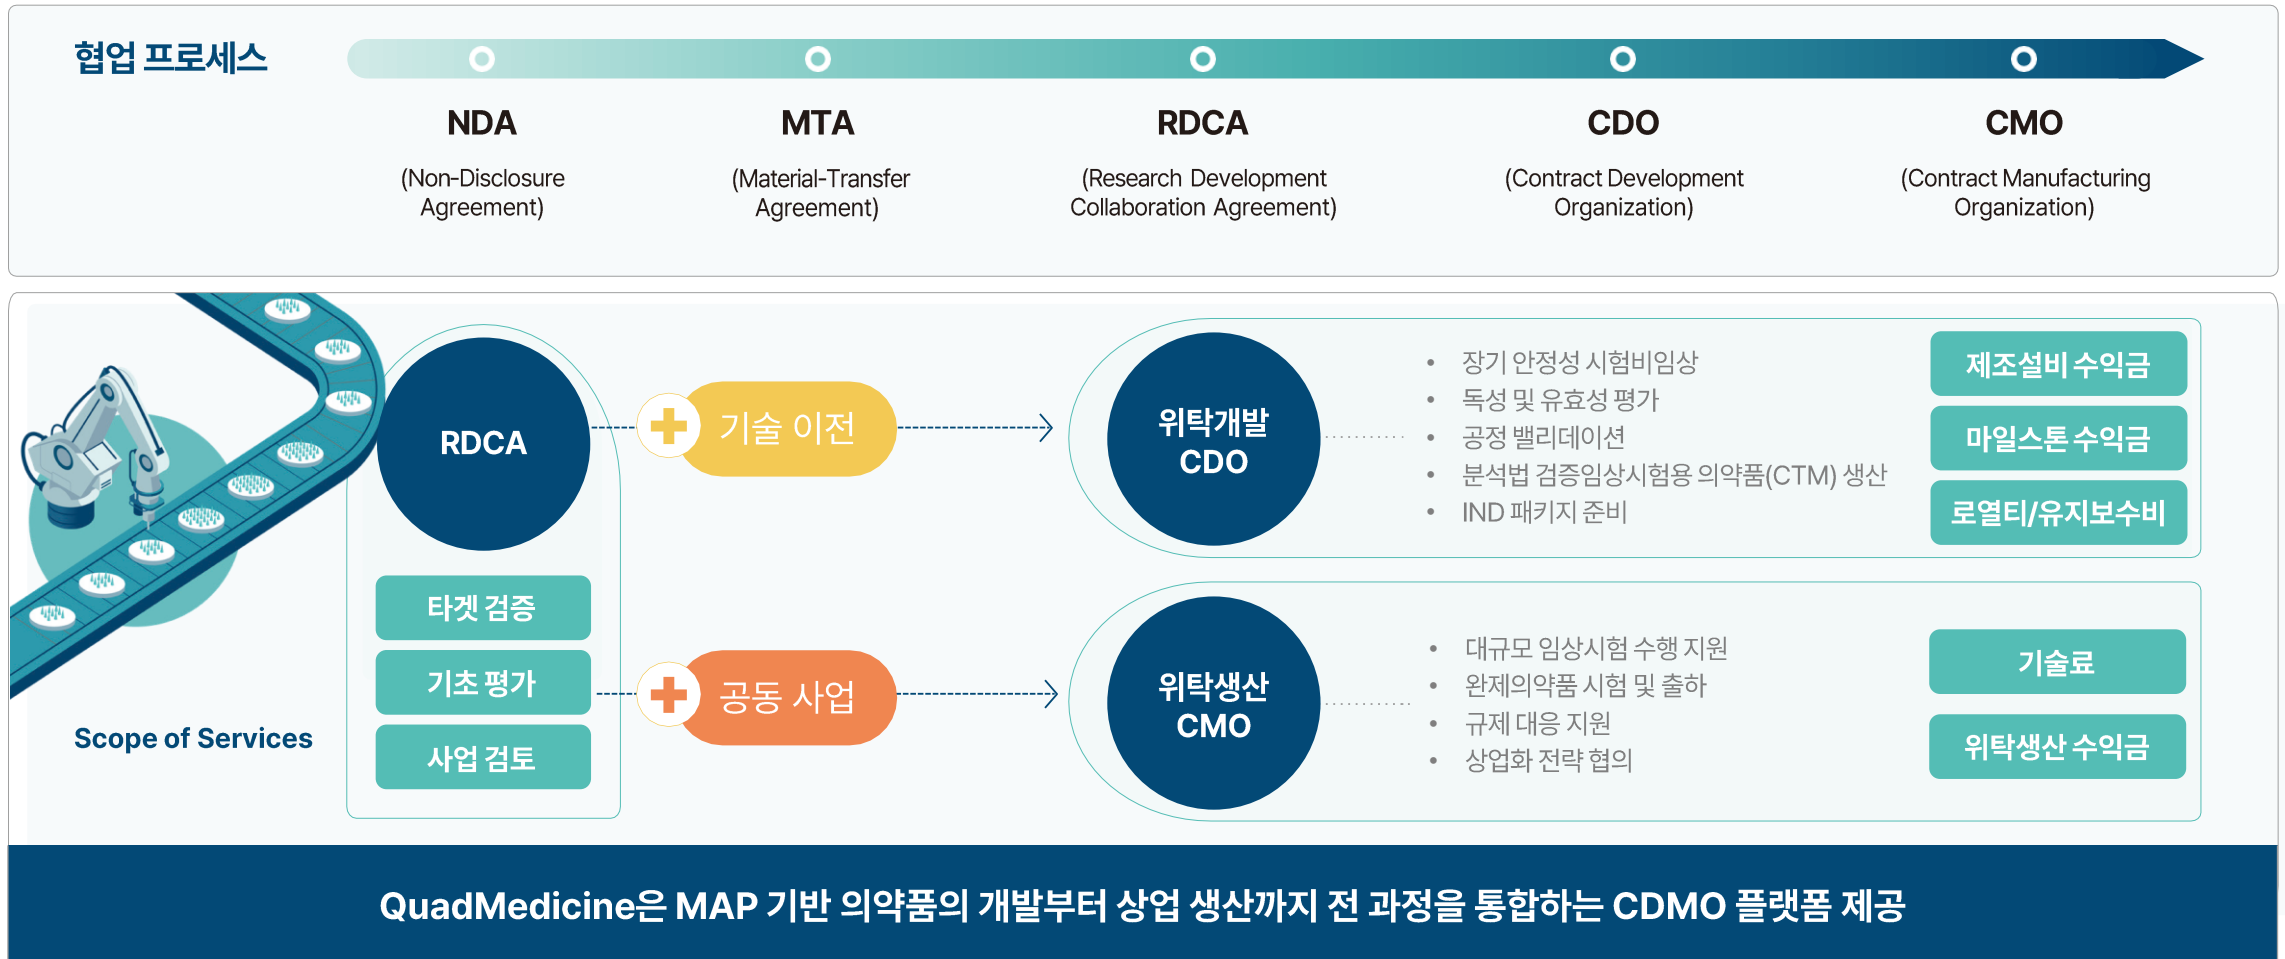 협업 프로세스
NDA
(Non-Disclosure
Agreement)
MTA
(Material-Transfer
Agreement)
RDCA
(Research Development
Collaboration Agreement)
CDO
(Contract Development
Organization)
CMO
(Contract Manufacturing
Organization)
Scope of Services
RDCA
타겟 검증
기초 평가
사업 검토
기술 이전
위탁개발
CDO
• 장기 안정성 시험비임상
• 독성 및 유효성 평가
• 공정 밸리데이션
• 분석법 검증임상시험용 의약품(CTM) 생산
• IND 패키지 준비
제조설비 수익금
마일스톤 수익금
로열티/유지보수비
공동 사업
위탁생산
CMO
• 대규모 임상시험 수행 지원
• 완제의약품 시험 및 출하
• 규제 대응 지원
• 상업화 전략 협의
기술료
위탁생산 수익금
QuadMedicine은 MAP 기반 의약품의 개발부터 상업 생산까지 전 과정을 통합하는 CDMO 플랫폼 제공